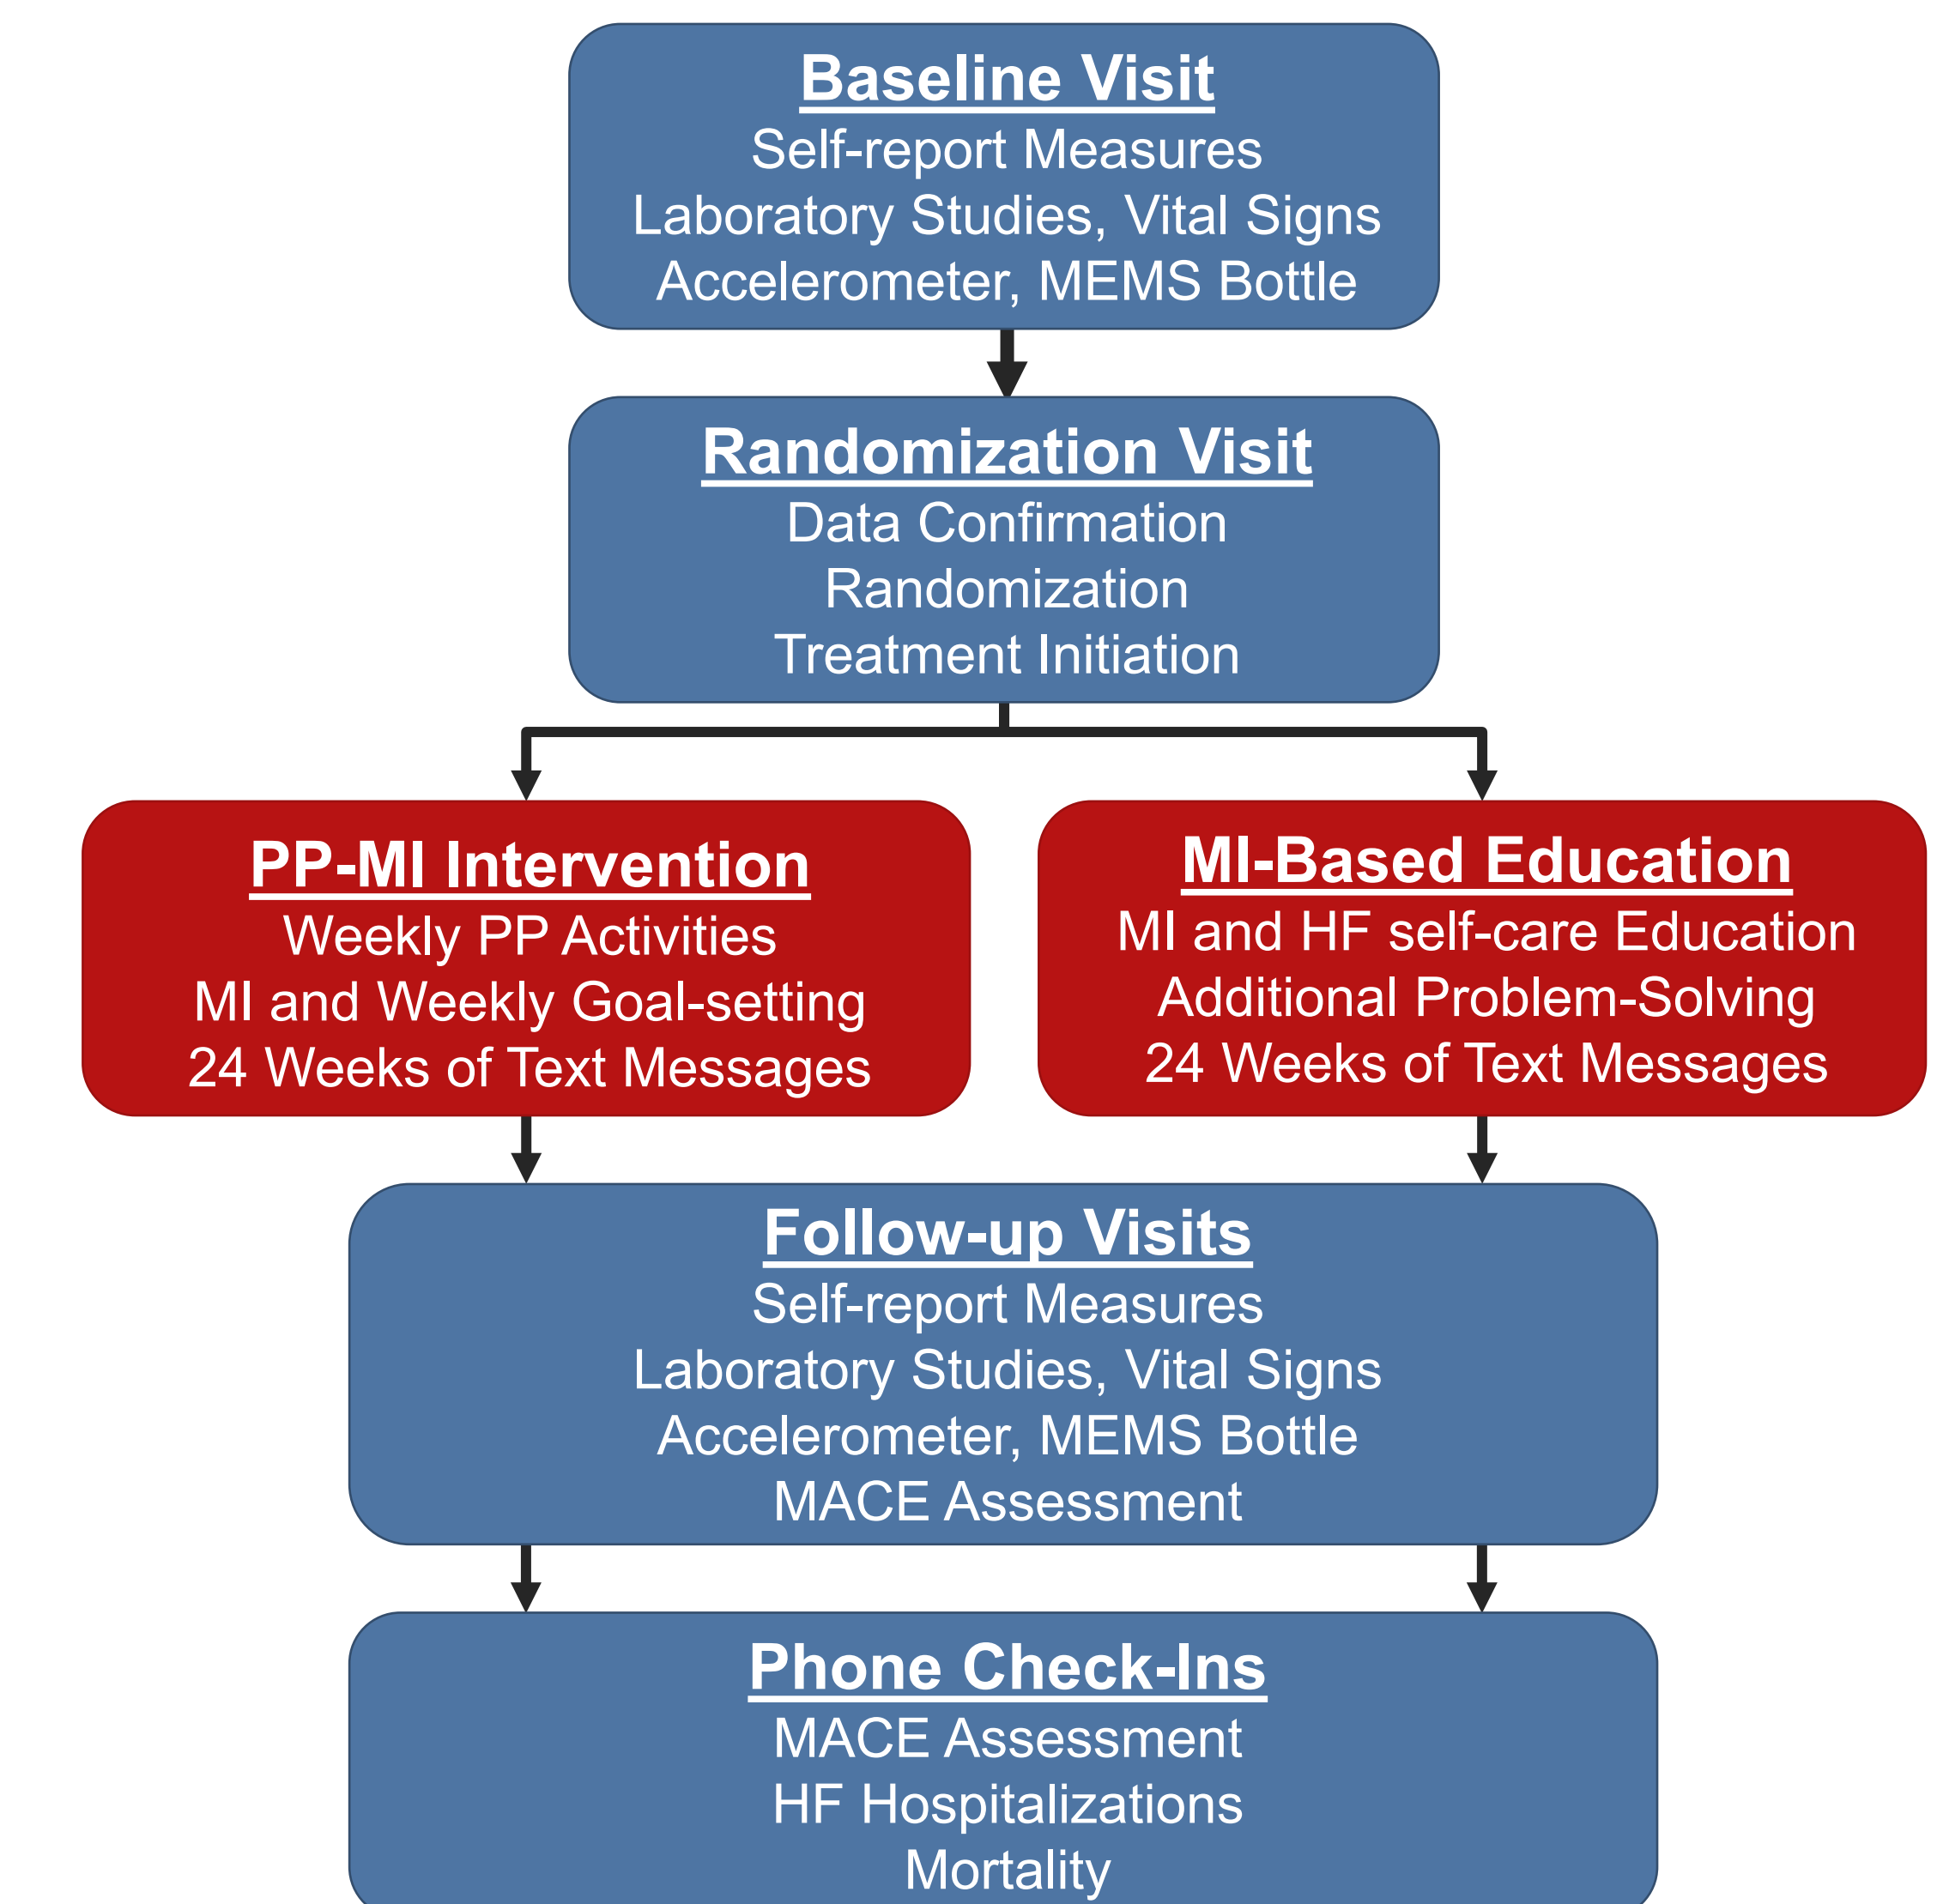 Baseline Visit
Self-report Measures
Laboratory Studies, Vital Signs
Accelerometer, MEMS Bottle
Randomization Visit
Data Confirmation
Randomization
Treatment Initiation
PP-MI Intervention
Weekly PP Activities
MI and Weekly Goal-setting
24 Weeks of Text Messages
MI-Based Education
MI and HF self-care Education
Additional Problem-Solving
24 Weeks of Text Messages
Follow-up Visits
Self-report Measures
Laboratory Studies, Vital Signs
Accelerometer, MEMS Bottle
MACE Assessment
Phone Check-Ins
MACE Assessment
HF Hospitalizations
Mortality